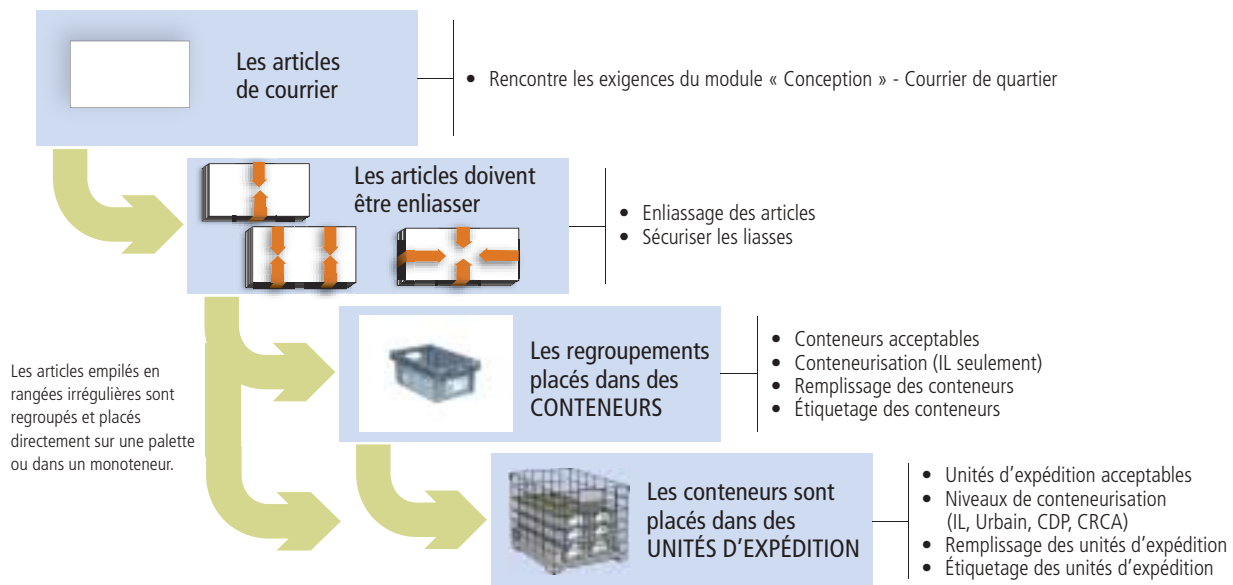 Les articles
de courrier
• Rencontre les exigences du module « Conception » - Courrier de quartier
Les articles doivent
être enliasser
• Enliassage des articles
• Sécuriser les liasses
Les articles empilés en
rangées irrégulières sont
regroupés et placés
directement sur une palette
ou dans un monoteneur.
Les regroupements
placés dans des
CONTENEURS
• Conteneurs acceptables
• Conteneurisation (IL seulement)
• Remplissage des conteneurs
• Étiquetage des conteneurs
Les conteneurs sont
placés dans des
UNITÉS D'EXPÉDITION
• Unités d'expédition acceptables
• Niveaux de conteneurisation
(IL, Urbain, CDP, CRCA)
• Remplissage des unités d'expédition
• Étiquetage des unités d'expédition